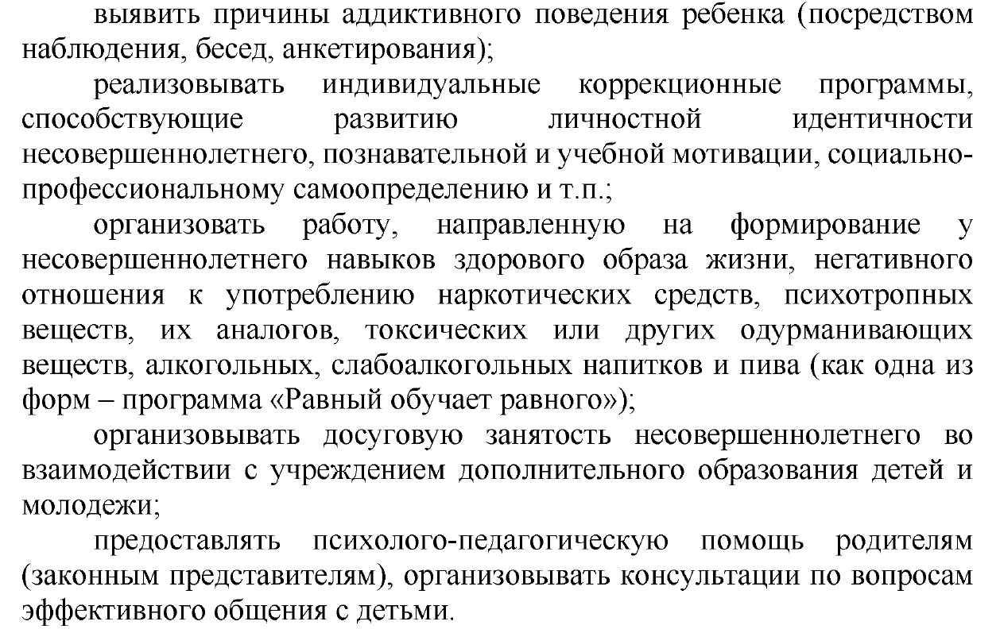 выявить причины аддиктивного поведения ребенка (посредством
наблюдения, бесед, анкетирования);
реализовывать индивидуальные коррекционные программы,
способствующие развитию личностной идентичности
несовершеннолетнего, познавательной и учебной мотивации, социально-
профессиональному самоопределению и т.п.;
организовать работу, направленную на формирование у
несовершеннолетнего навыков здорового образа жизни, негативного
отношения к употреблению наркотических средств, психотропных
веществ, их аналогов, токсических или других одурманивающих
веществ, алкогольных, слабоалкогольных напитков и пива (как одна из
форм – программа «Равный обучает равного»);
организовывать досуговую занятость несовершеннолетнего во
взаимодействии с учреждением дополнительного образования детей и
молодежи;
предоставлять психолого-педагогическую помощь родителям
(законным представителям), организовывать консультации по вопросам
эффективного общения с детьми.